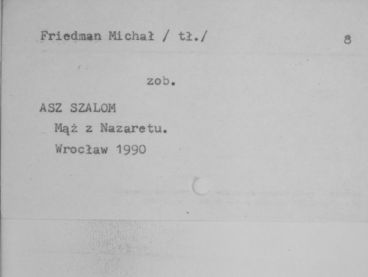 Friedman Michał / tł./ 8
zob.
ASZ SZALOM
Mąż z Nazaretu.
Wrocław 1990